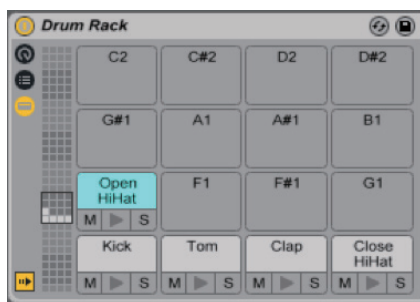 Drum Rack
C2 C#2 D2 D#2
G#1 A1 A#1 B1
Open
HiHat
F1 F#1 G1
M S
Kick Tom Clap Close
HiHat
M S M S M S M S